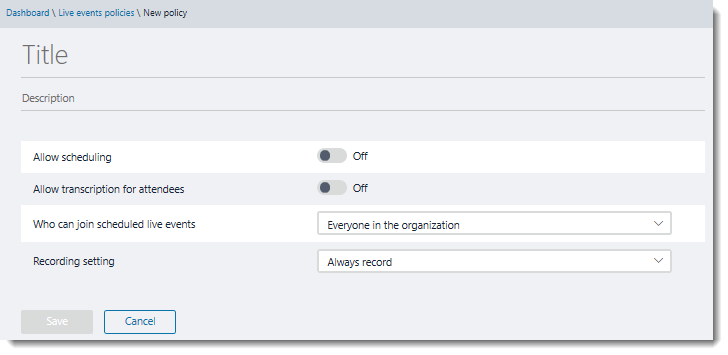 Dashboard \ Live events policies \ New policy
Title
Description
Allow scheduling Off
Allow transcription for attendees Off
Who can join scheduled live events Everyone in the organization
Recording setting Always record
Save Cancel